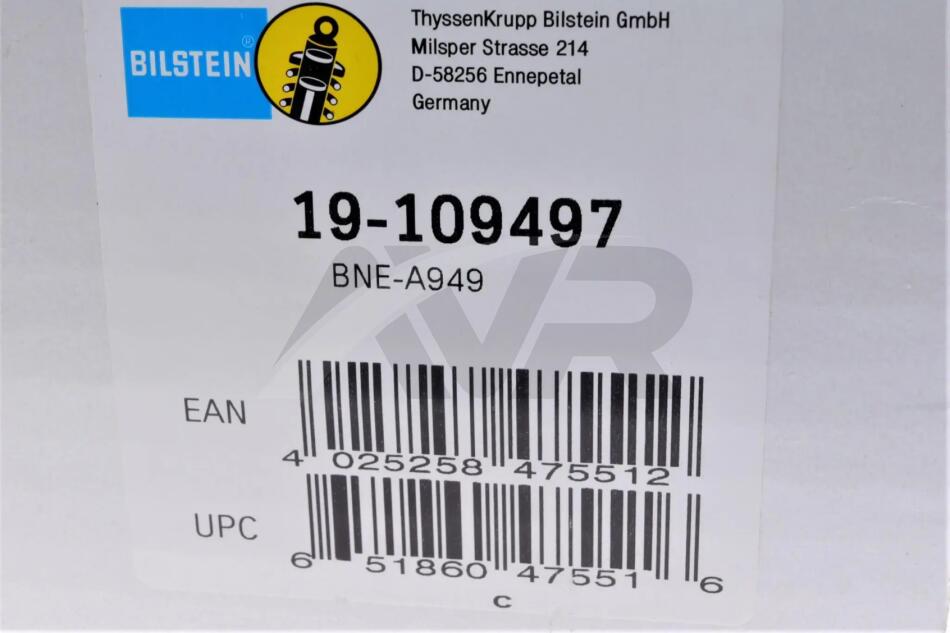 BILSTEIN®
ThyssenKrupp Bilstein GmbH
Milsper Strasse 214
D-58256 Ennepetal
Germany
19-109497
BNE-A949
VR
EAN
4 025258 475512
UPC
6 51860 47551 6
c